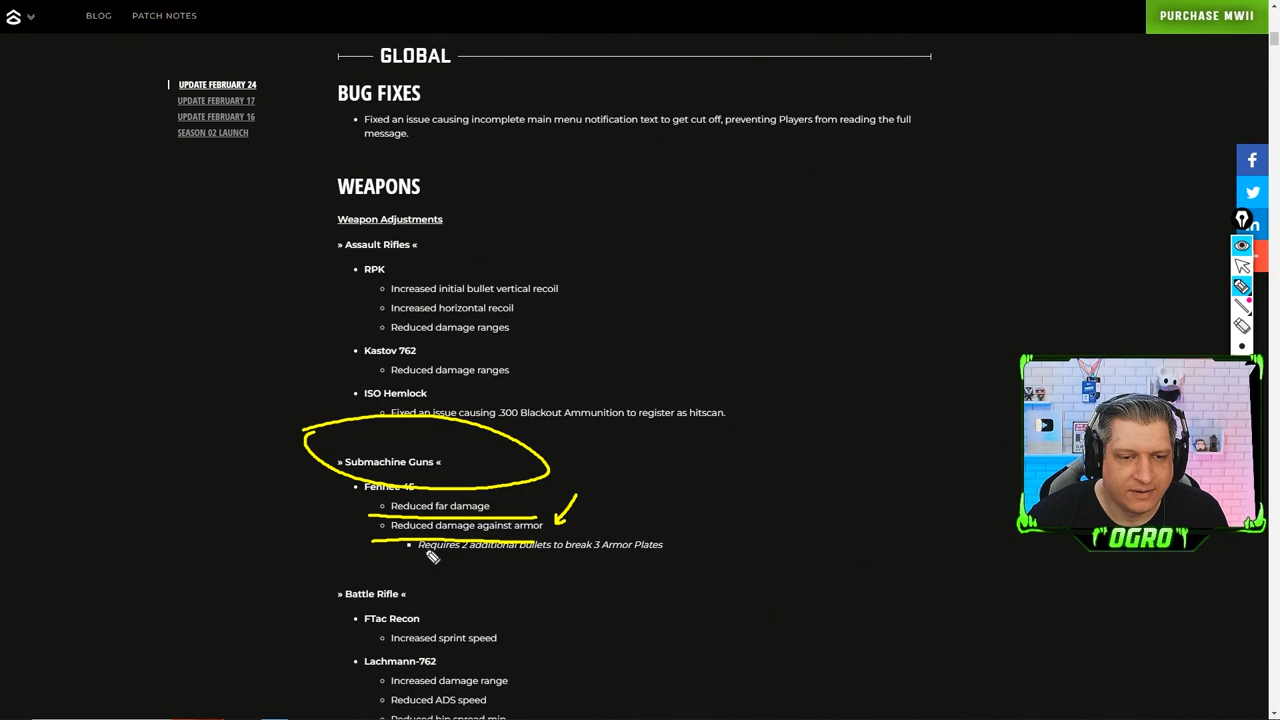 BLOG PATCH NOTES
PURCHASE MWII
GLOBAL
UPDATE FEBRUARY 24
UPDATE FEBRUARY 17
UPDATE FEBRUARY 16
SEASON 02 LAUNCH
BUG FIXES
• Fixed an issue causing incomplete main menu notification text to get cut off, preventing Players from reading the full
message.
WEAPONS
Weapon Adjustments
» Assault Rifles «
• RPK
○ Increased initial bullet vertical recoil
○ Increased horizontal recoil
○ Reduced damage ranges
• Kastov 762
○ Reduced damage ranges
• ISO Hemlock
○ Fixed an issue causing .300 Blackout Ammunition to register as hitscan.
» Submachine Guns «
• Fennec 45
○ Reduced far damage
○ Reduced damage against armor
▪ Requires 2 additional bullets to break 3 Armor Plates
» Battle Rifle «
• FTac Recon
○ Increased sprint speed
• Lachmann-762
○ Increased damage range
○ Reduced ADS speed
○ Reduced hip spread min
OGRO